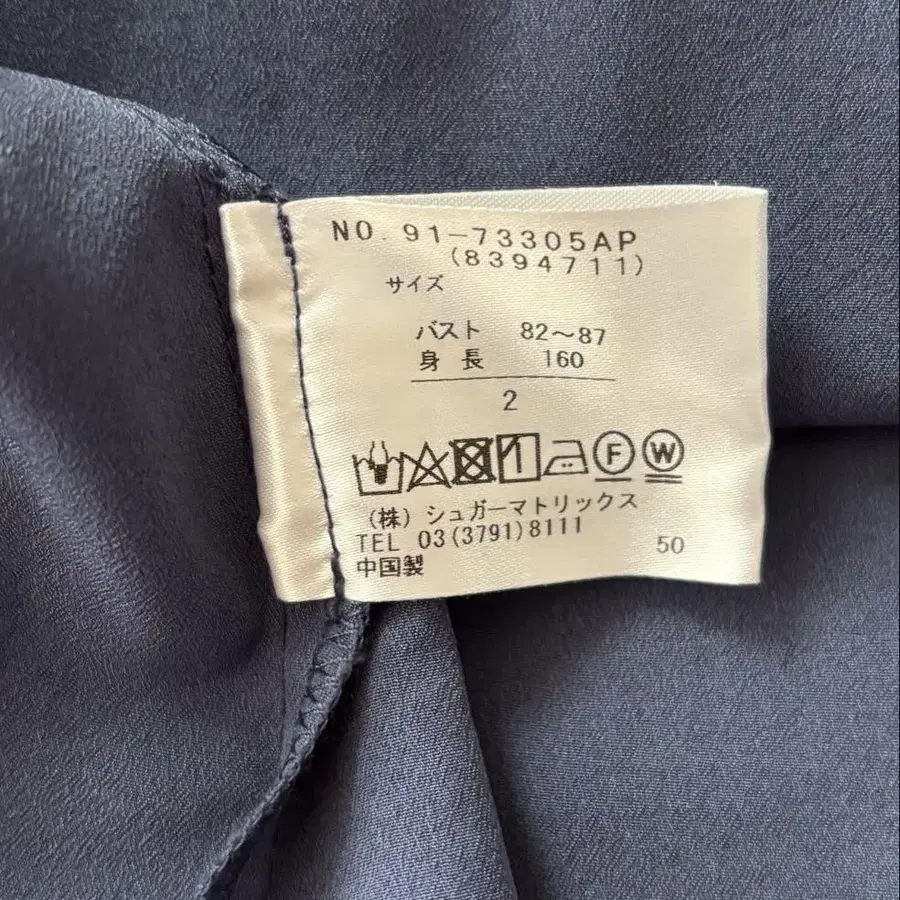 NO. 91-73305AP
(8394711)
サイズ
バスト 82～87
身長 160
2
F W
(株) シュガーマトリックス
TEL 03(3791)8111
50
中国製